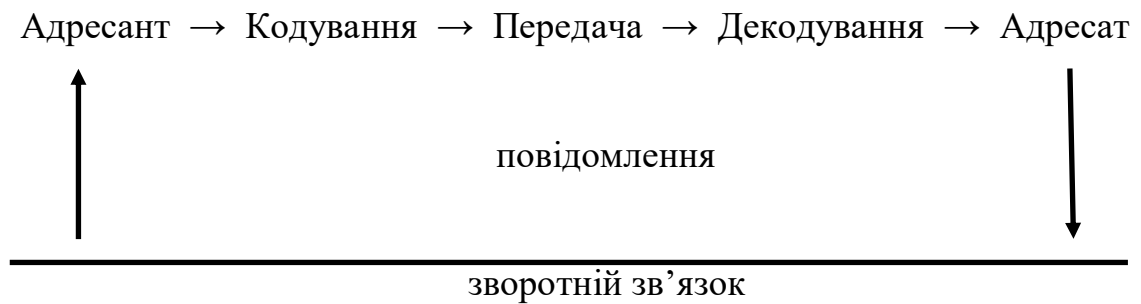 Адресант → Кодування → Передача → Декодування → Адресат
повідомлення
зворотній зв’язок